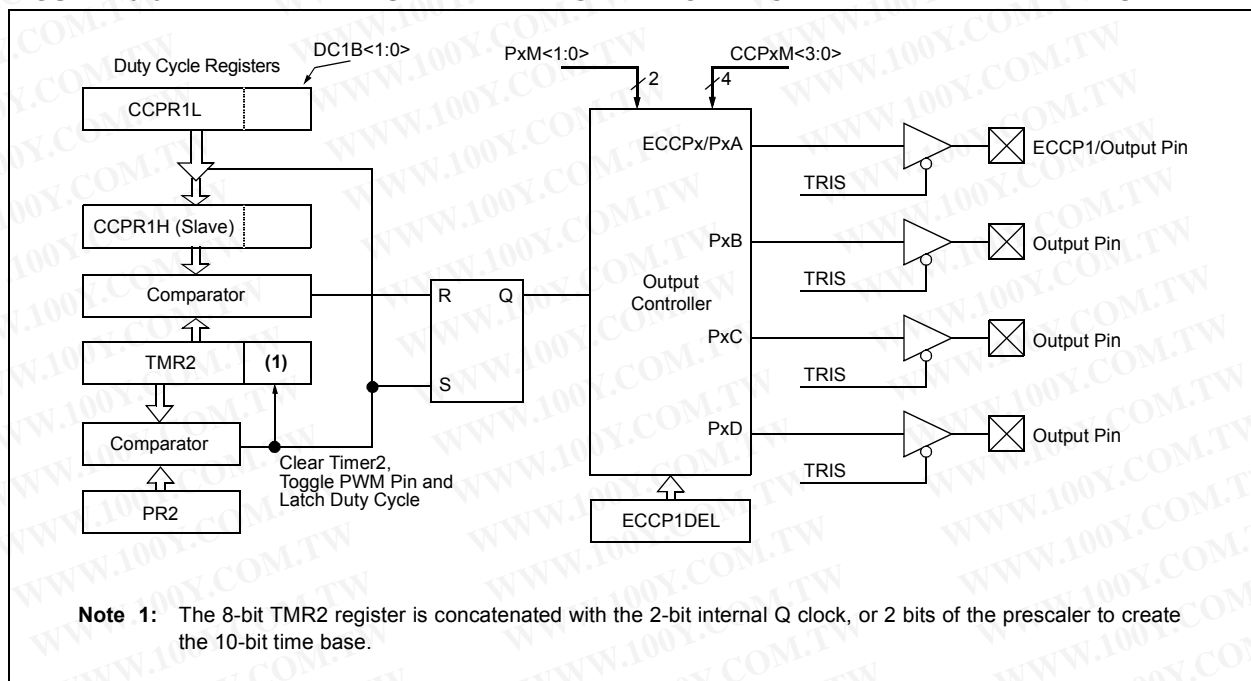 DC1B<1:0>
Duty Cycle Registers
CCPR1L
CCPR1H (Slave)
Comparator
TMR2
(1)
Comparator
Clear Timer2,
Toggle PWM Pin and
Latch Duty Cycle
PR2
R
Q
S
PxM<1:0>
CCPxM<3:0>
2
4
ECCPx/PxA
PxB
Output
Controller
PxC
PxD
ECCP1DEL
TRIS
ECCP1/Output Pin
TRIS
Output Pin
TRIS
Output Pin
TRIS
Output Pin
Note 1: The 8-bit TMR2 register is concatenated with the 2-bit internal Q clock, or 2 bits of the prescaler to create
the 10-bit time base.
WWW.100Y.COM.TW